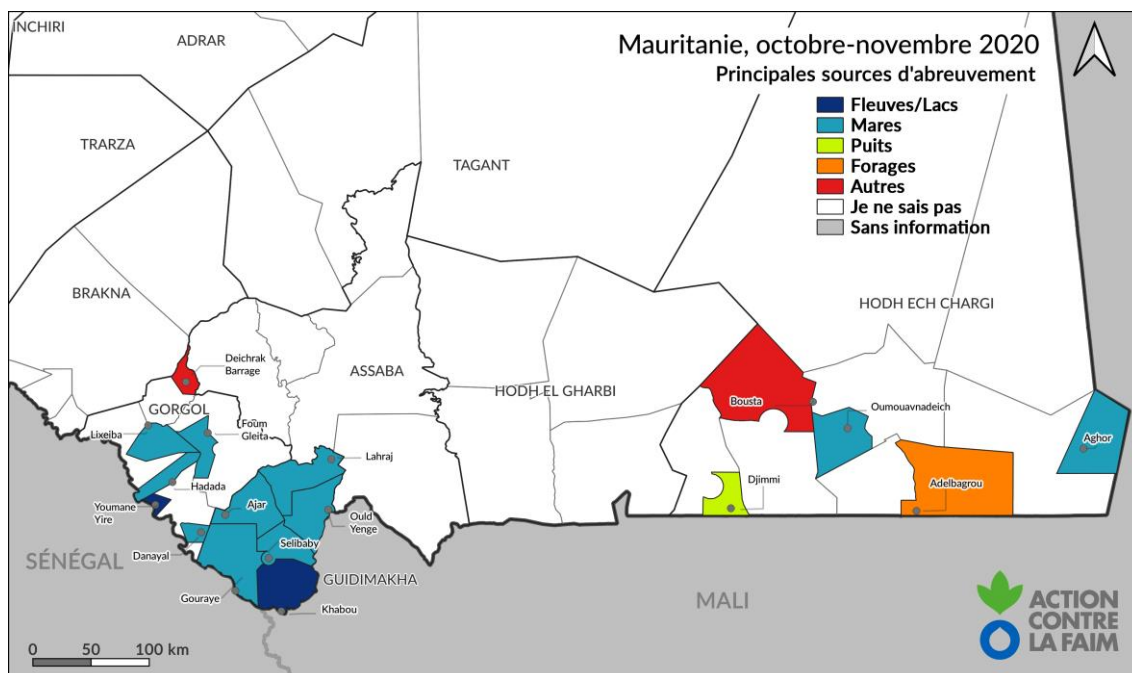 INCHIRI
ADRAR
TRARZA
TAGANT
BRAKNA
ASSABA
HODH EL GHARBI
HODH ECH CHARGI
GORGOL
GUIDIMAKHA
SÉNÉGAL
MALI
Mauritanie, octobre-novembre 2020
Principales sources d'abreuvement
Fleuves/Lacs
Mares
Puits
Forages
Autres
Je ne sais pas
Sans information
Deichrak
Barrage
Lixeiba
Foum
Gleita
Hadada
Youmane
Yire
Ajar
Lahraj
Ould
Yenge
Danayal
Selibaby
Gouraye
Khabou
Bousta
Oumouavnadeich
Djimmi
Adelbagrou
Aghor
0 50 100 km
ACTION
CONTRE
LA FAIM